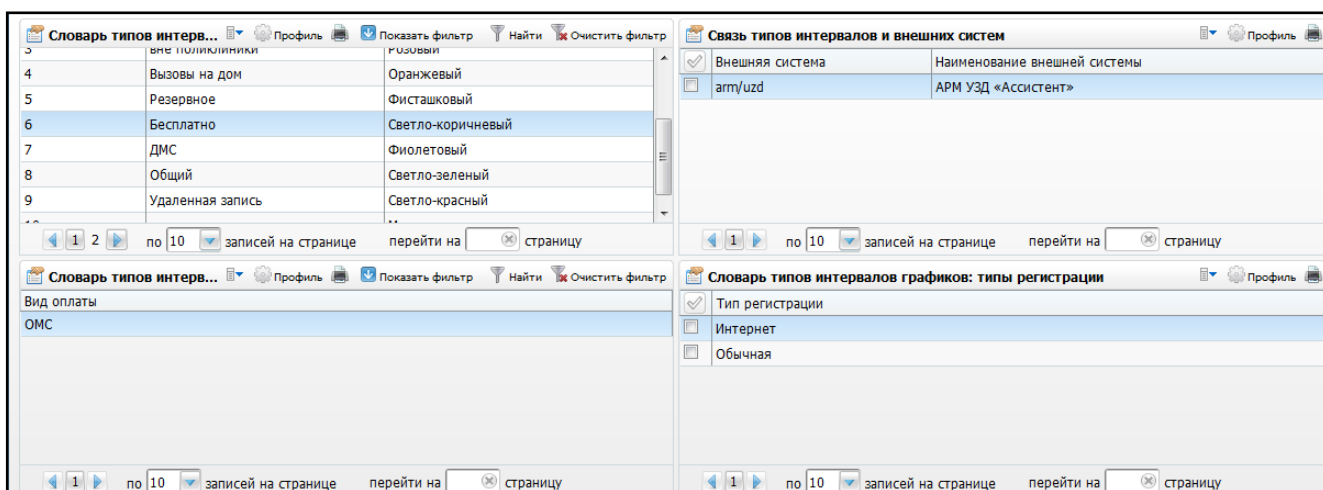 Словарь типов интерв... Профиль Показать фильтр Найти Очистить фильтр
3 вне поликлиники Розовый
4 Вызовы на дом Оранжевый
5 Резервное Фисташковый
6 Бесплатно Светло-коричневый
7 ДМС Фиолетовый
8 Общий Светло-зеленый
9 Удаленная запись Светло-красный
1 2 по 10 записей на странице перейти на страницу
Связь типов интервалов и внешних систем Профиль
Внешняя система Наименование внешней системы
arm/uzd АРМ УЗД «Ассистент»
1 по 10 записей на странице перейти на страницу
Словарь типов интерв... Профиль Показать фильтр Найти Очистить фильтр
Вид оплаты
ОМС
1 по 10 записей на странице перейти на страницу
Словарь типов интервалов графиков: типы регистрации Профиль
Тип регистрации
Интернет
Обычная
1 по 10 записей на странице перейти на страницу